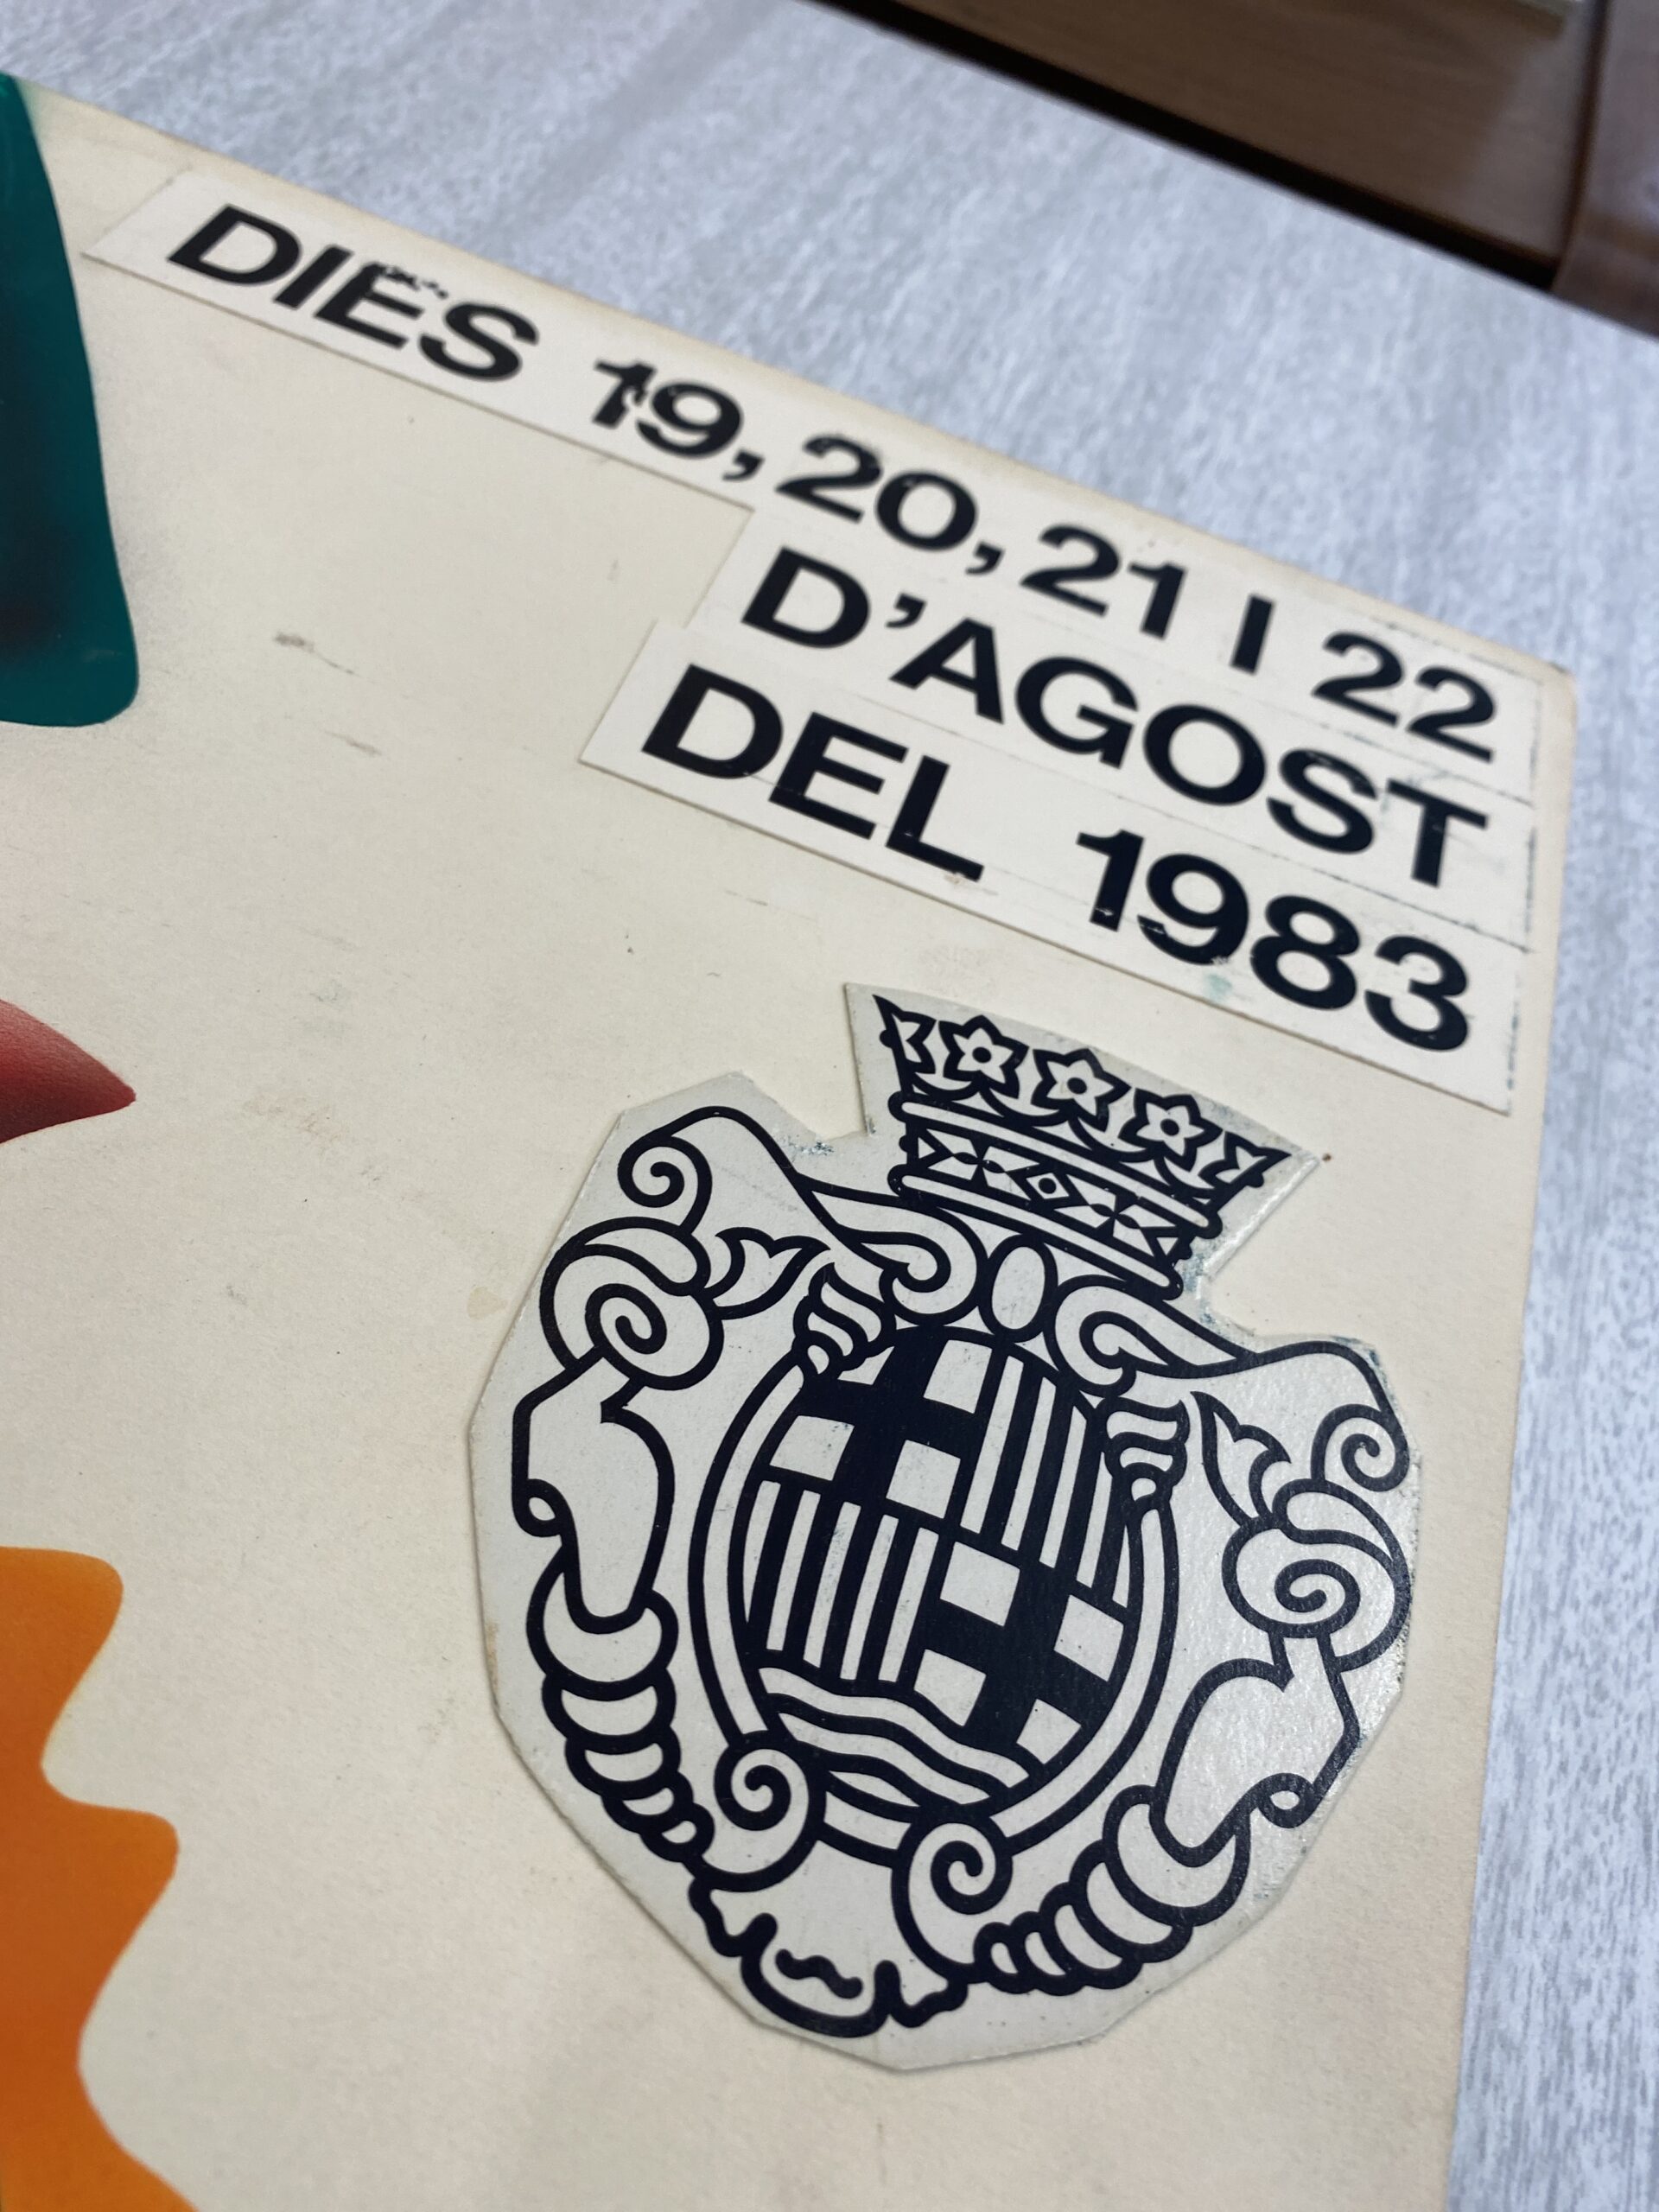 DIES 19, 20, 21 I 22
D'AGOST
DEL 1983